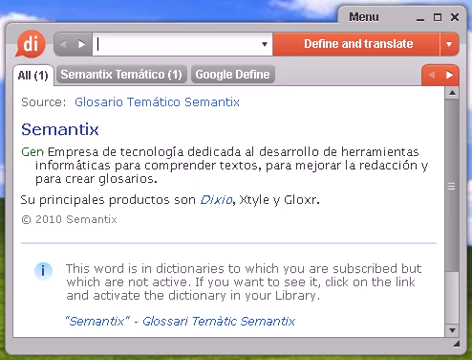 Menu
di
Define and translate
All (1) Semantix Temático (1) Google Define
Source: Glosario Temático Semantix
Semantix
Gen Empresa de tecnología dedicada al desarrollo de herramientas
informáticas para comprender textos, para mejorar la redacción y
para crear glosarios.
Su principales productos son Dixio, Xtyle y Gloxr.
© 2010 Semantix
i
This word is in dictionaries to which you are subscribed but
which are not active. If you want to see it, click on the link
and activate the dictionary in your Library.
"Semantix" - Glossari Temàtic Semantix